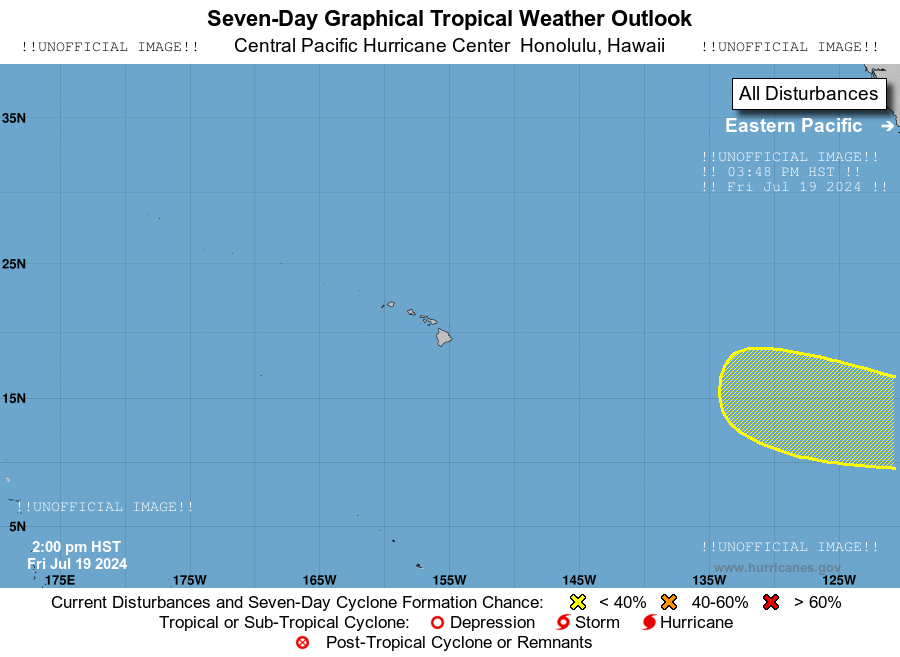 Seven-Day Graphical Tropical Weather Outlook
!!UNOFFICIAL IMAGE!! Central Pacific Hurricane Center Honolulu, Hawaii !!UNOFFICIAL IMAGE!!
All Disturbances
35N
Eastern Pacific
!!UNOFFICIAL IMAGE!!
!! 03:48 PM HST !!
!! Fri Jul 19 2024 !!
25N
15N
!!UNOFFICIAL IMAGE!!
5N
2:00 pm HST
Fri Jul 19 2024
!!UNOFFICIAL IMAGE!!
www.hurricanes.gov
175E 175W 165W 155W 145W 135W 125W
Current Disturbances and Seven-Day Cyclone Formation Chance: < 40% 40-60% > 60%
Tropical or Sub-Tropical Cyclone: Depression Storm Hurricane
Post-Tropical Cyclone or Remnants